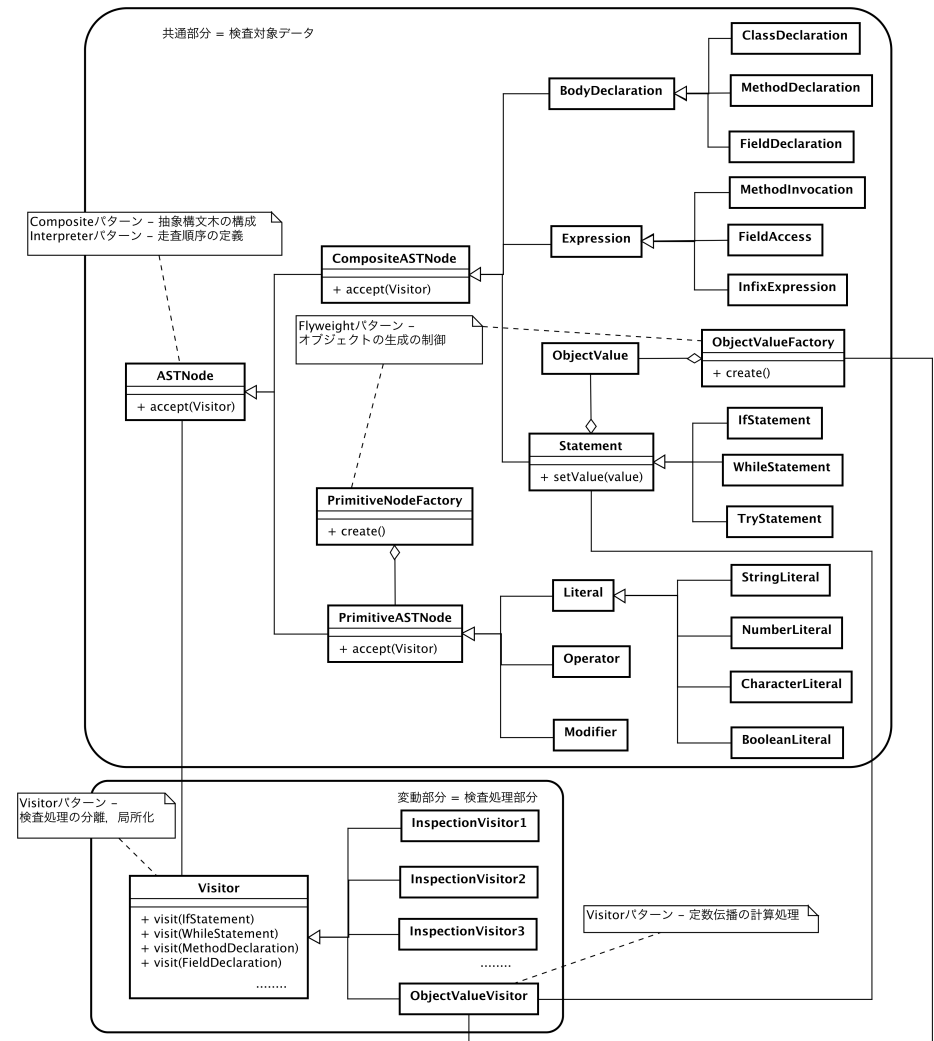 共通部分 = 検査対象データ
ClassDeclaration
BodyDeclaration
MethodDeclaration
FieldDeclaration
MethodInvocation
Compositeパターン – 抽象構文木の構成
Interpreterパターン – 走査順序の定義
Expression
FieldAccess
CompositeASTNode
+ accept(Visitor)
InfixExpression
Flyweightパターン –
オブジェクトの生成の制御
ObjectValueFactory
+ create()
ObjectValue
ASTNode
+ accept(Visitor)
IfStatement
Statement
+ setValue(value)
WhileStatement
PrimitiveNodeFactory
+ create()
TryStatement
StringLiteral
Literal
PrimitiveASTNode
+ accept(Visitor)
NumberLiteral
Operator
CharacterLiteral
Modifier
BooleanLiteral
変動部分 = 検査処理部分
Visitorパターン –
検査処理の分離，局所化
InspectionVisitor1
InspectionVisitor2
Visitor
+ visit(IfStatement)
+ visit(WhileStatement)
+ visit(MethodDeclaration)
+ visit(FieldDeclaration)
........
InspectionVisitor3
........
Visitorパターン – 定数伝播の計算処理
ObjectValueVisitor